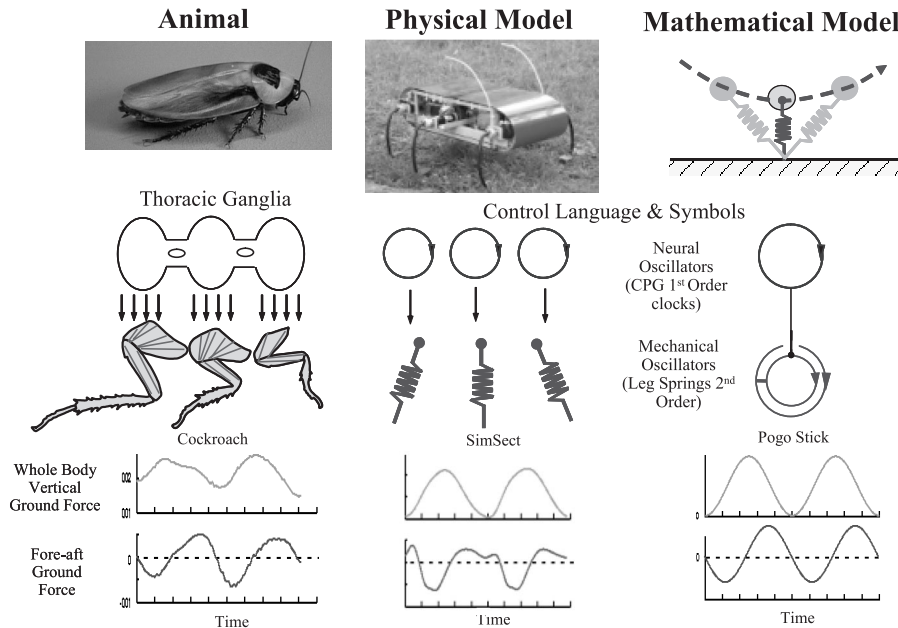 Animal
Physical Model
Mathematical Model
Thoracic Ganglia
Control Language & Symbols
Neural
Oscillators
(CPG 1st Order
clocks)
Mechanical
Oscillators
(Leg Springs 2nd
Order)
Cockroach
SimSect
Pogo Stick
Whole Body
Vertical
Ground Force
.002
.001
0
Fore-aft
Ground
Force
0
-.001
0
0
Time
Time
Time